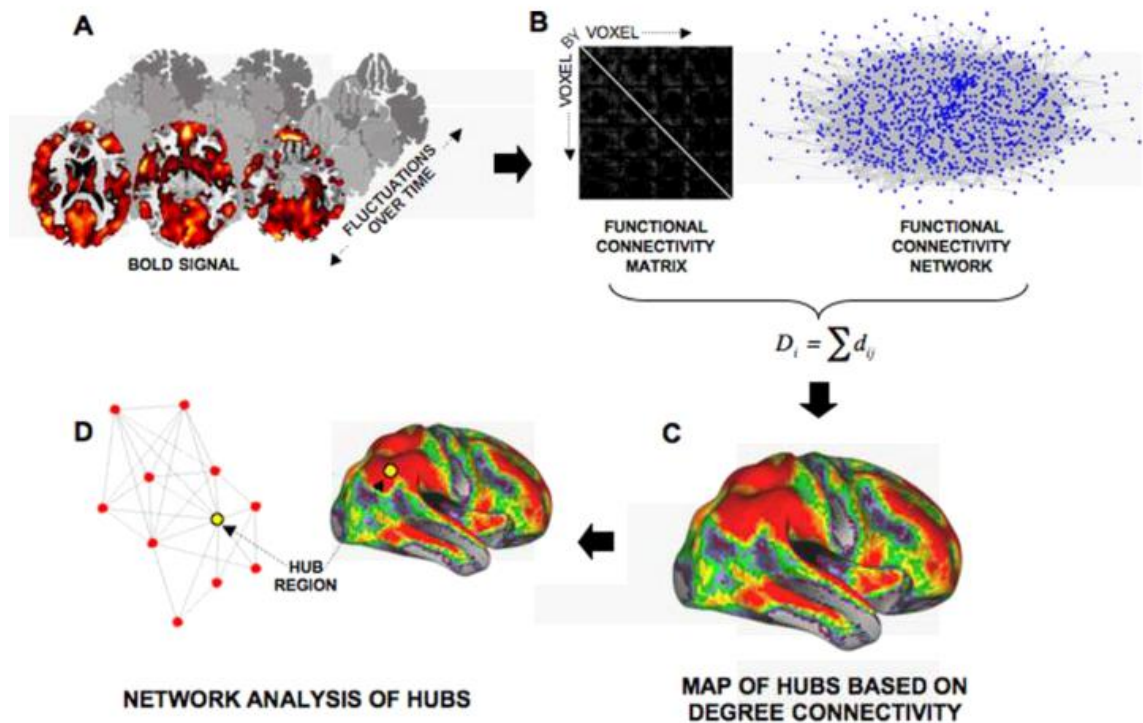 A
FLUCTUATIONS
OVER TIME
BOLD SIGNAL
B
VOXEL BY VOXEL
FUNCTIONAL
CONNECTIVITY
MATRIX
FUNCTIONAL
CONNECTIVITY
NETWORK
D_i = ∑ d_ij
C
MAP OF HUBS BASED ON
DEGREE CONNECTIVITY
D
HUB
REGION
NETWORK ANALYSIS OF HUBS